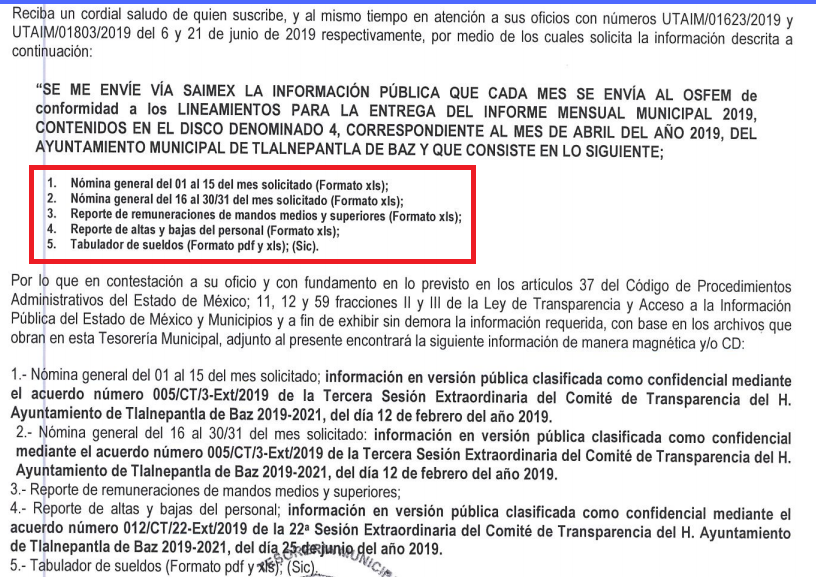 Reciba un cordial saludo de quien suscribe, y al mismo tiempo en atención a sus oficios con números UTAIM/01623/2019 y
UTAIM/01803/2019 del 6 y 21 de junio de 2019 respectivamente, por medio de los cuales solicita la información descrita a
continuación:
“SE ME ENVÍE VÍA SAIMEX LA INFORMACIÓN PÚBLICA QUE CADA MES SE ENVÍA AL OSFEM de
conformidad a los LINEAMIENTOS PARA LA ENTREGA DEL INFORME MENSUAL MUNICIPAL 2019,
CONTENIDOS EN EL DISCO DENOMINADO 4, CORRESPONDIENTE AL MES DE ABRIL DEL AÑO 2019, DEL
AYUNTAMIENTO MUNICIPAL DE TLALNEPANTLA DE BAZ Y QUE CONSISTE EN LO SIGUIENTE;
1. Nómina general del 01 al 15 del mes solicitado (Formato xls);
2. Nómina general del 16 al 30/31 del mes solicitado (Formato xls);
3. Reporte de remuneraciones de mandos medios y superiores (Formato xls);
4. Reporte de altas y bajas del personal (Formato xls);
5. Tabulador de sueldos (Formato pdf y xls); (Sic).
Por lo que en contestación a su oficio y con fundamento en lo previsto en los artículos 37 del Código de Procedimientos
Administrativos del Estado de México; 11, 12 y 59 fracciones II y III de la Ley de Transparencia y Acceso a la Información
Pública del Estado de México y Municipios y a fin de exhibir sin demora la información requerida, con base en los archivos que
obran en esta Tesorería Municipal, adjunto al presente encontrará la siguiente información de manera magnética y/o CD:
1.- Nómina general del 01 al 15 del mes solicitado; información en versión pública clasificada como confidencial mediante
el acuerdo número 005/CT/3-Ext/2019 de la Tercera Sesión Extraordinaria del Comité de Transparencia del H.
Ayuntamiento de Tlalnepantla de Baz 2019-2021, del día 12 de febrero del año 2019.
2.- Nómina general del 16 al 30/31 del mes solicitado: información en versión pública clasificada como confidencial
mediante el acuerdo número 005/CT/3-Ext/2019 de la Tercera Sesión Extraordinaria del Comité de Transparencia del H.
Ayuntamiento de Tlalnepantla de Baz 2019-2021, del día 12 de febrero del año 2019.
3.- Reporte de remuneraciones de mandos medios y superiores;
4.- Reporte de altas y bajas del personal; información en versión pública clasificada como confidencial mediante el
acuerdo número 012/CT/22-Ext/2019 de la 22ª Sesión Extraordinaria del Comité de Transparencia del H. Ayuntamiento
de Tlalnepantla de Baz 2019-2021, del día 25 de junio del año 2019.
5.- Tabulador de sueldos (Formato pdf y xls); (Sic).